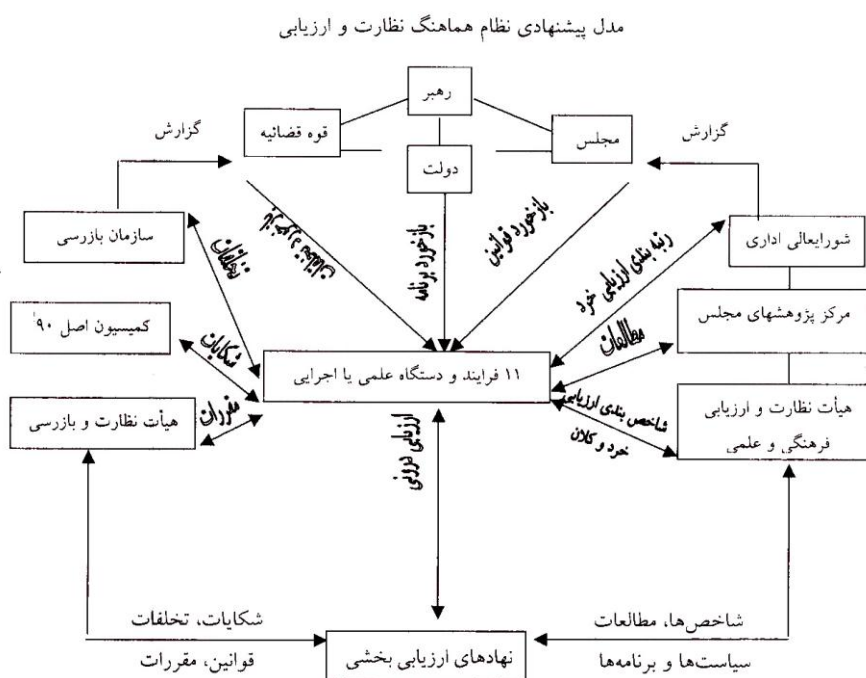 مدل پیشنهادی نظام هماهنگ نظارت و ارزیابی
رهبر
مجلس
قوه قضائیه
دولت
گزارش
گزارش
شورایعالی اداری
سازمان بازرسی
بازخورد قوانین
بازخورد برنامه
بازخورد
رتبه بندی ارزیابی خرد
تخلفات
مرکز پژوهشهای مجلس
کمیسیون اصل ۹۰
مطالعات
شکایات
۱۱ فرایند و دستگاه علمی یا اجرایی
شاخص بندی ارزیابی
خرد و کلان
مقررات
هیأت نظارت و ارزیابی
فرهنگی و علمی
هیأت نظارت و بازرسی
ارزیابی درونی
شاخص‌ها، مطالعات
سیاست‌ها و برنامه‌ها
شکایات، تخلفات
قوانین، مقررات
نهادهای ارزیابی بخشی